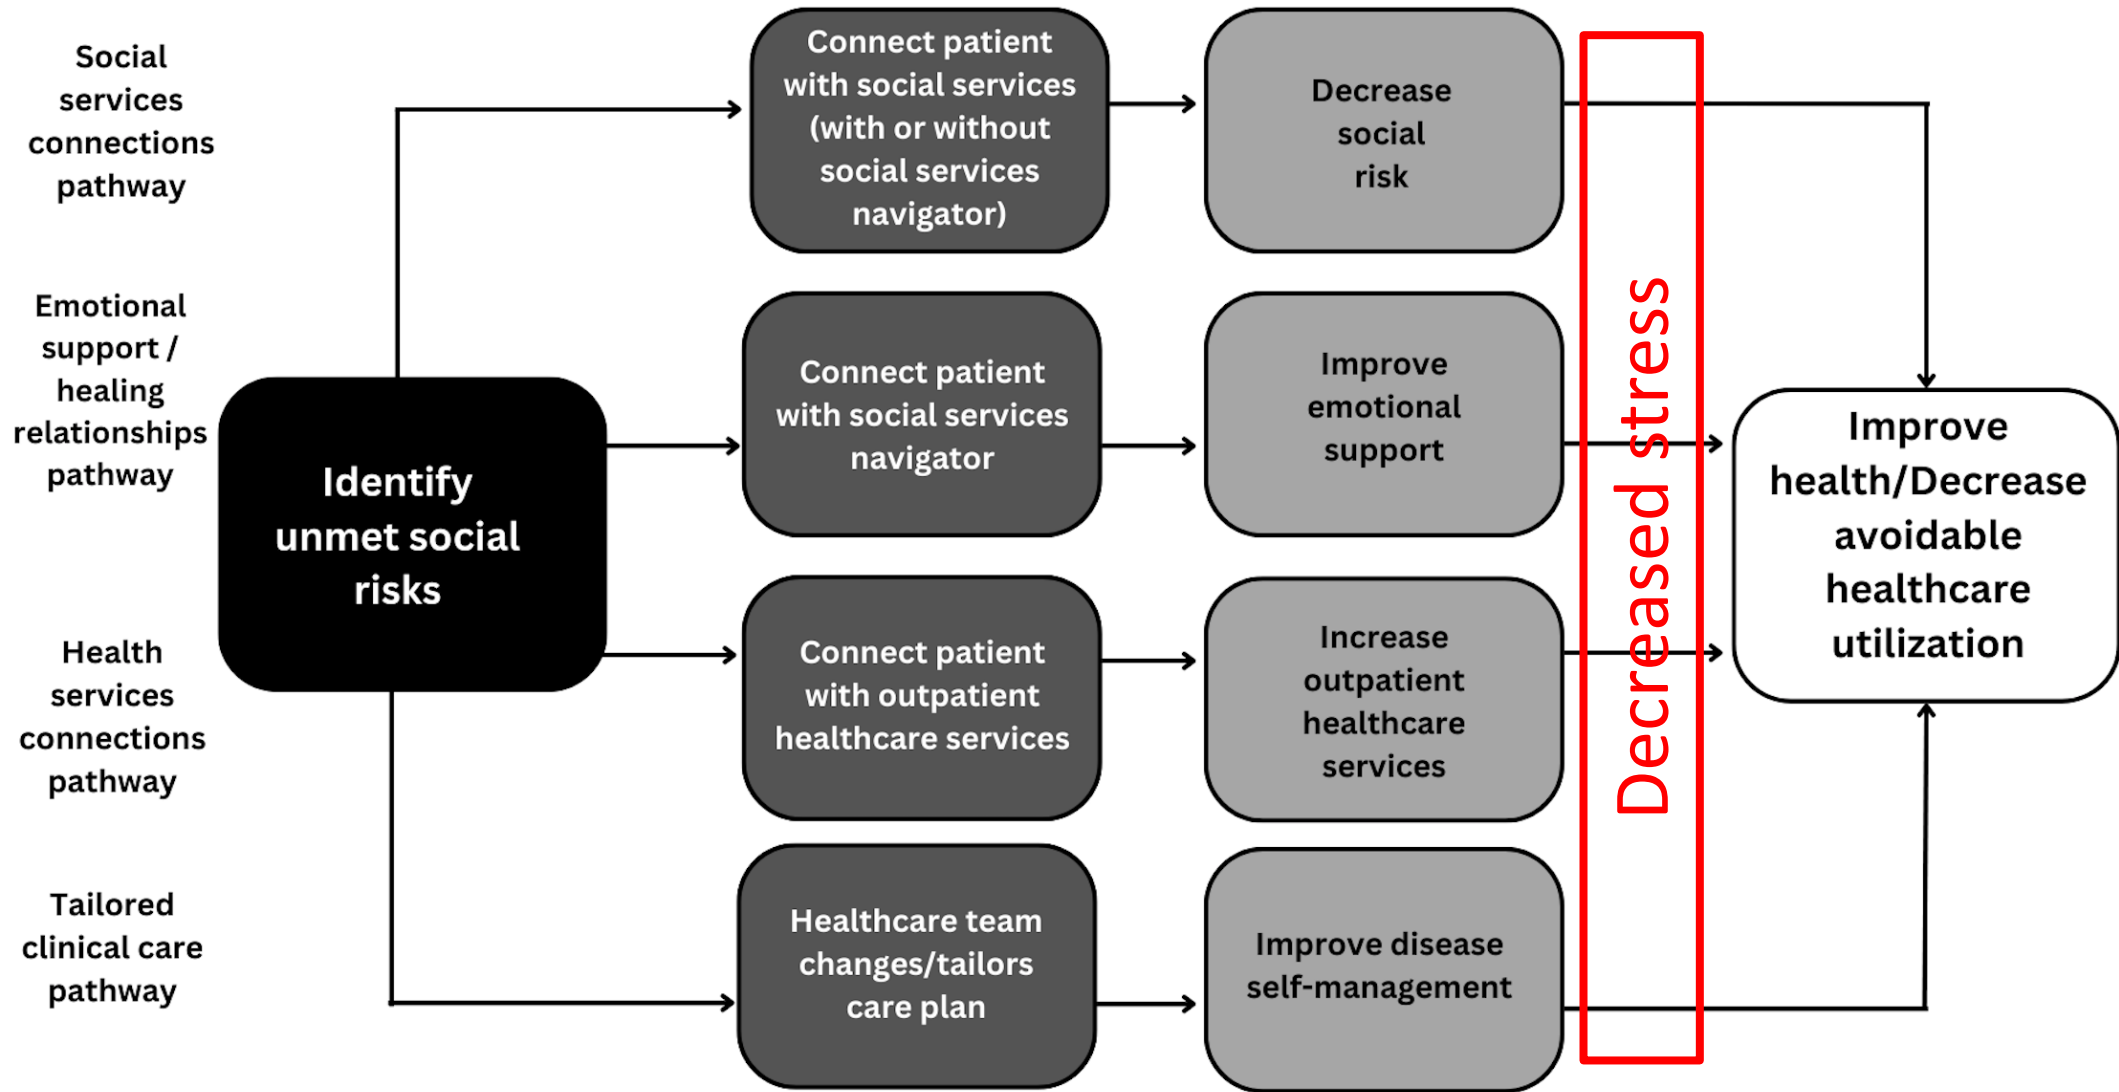 Social
services
connections
pathway
Connect patient
with social services
(with or without
social services
navigator)
Decrease
social
risk
Emotional
support /
healing
relationships
pathway
Identify
unmet social
risks
Connect patient
with social services
navigator
Improve
emotional
support
Decreased stress
Improve
health/Decrease
avoidable
healthcare
utilization
Health
services
connections
pathway
Connect patient
with outpatient
healthcare services
Increase
outpatient
healthcare
services
Tailored
clinical care
pathway
Healthcare team
changes/tailors
care plan
Improve disease
self-management